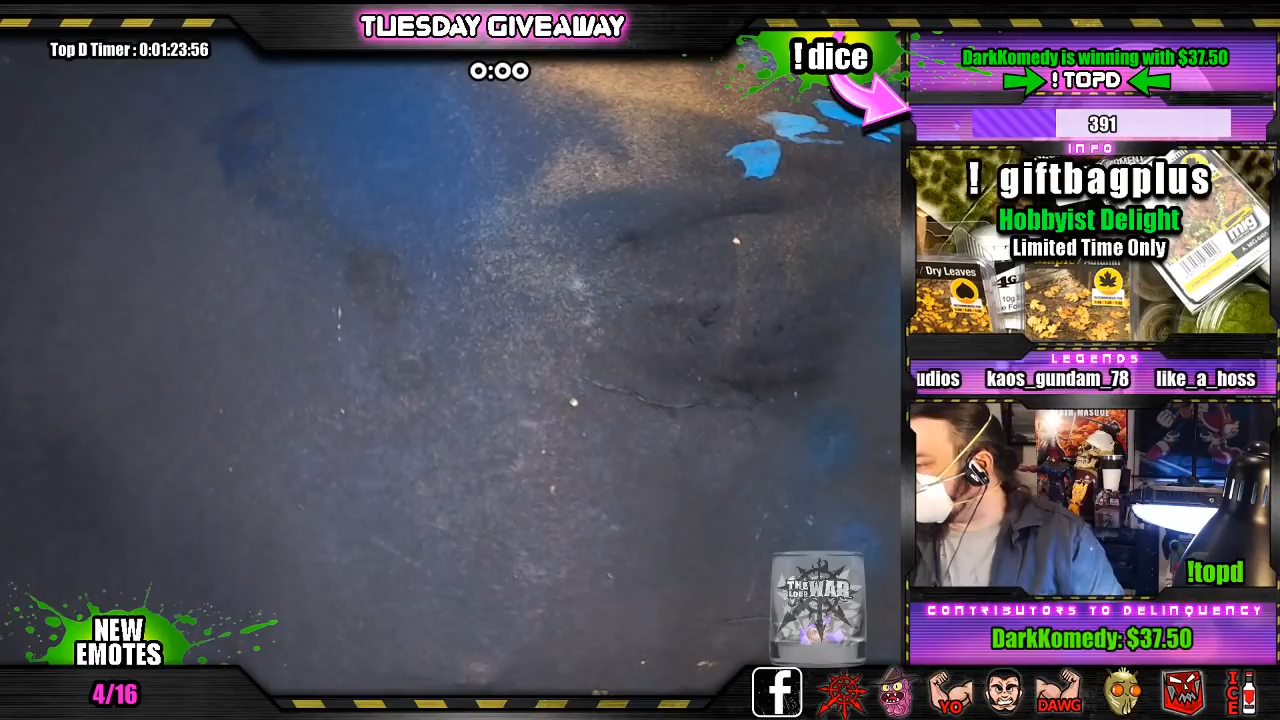 TUESDAY GIVEAWAY
Top D Timer : 0:01:23:56
0:00
!dice
DarkKomedy is winning with $37.50
! TOPD
391
INFO
! giftbagplus
Hobbyist Delight
Limited Time Only
mig
/ Dry Leaves
LEGENDS
udios kaos_gundam_78 like_a_hoss
!topd
CONTRIBUTORS TO DELINQUENCY
DarkKomedy: $37.50
THE LONG WAR
NEW
EMOTES
4/16
f
YO
DAWG
ICE